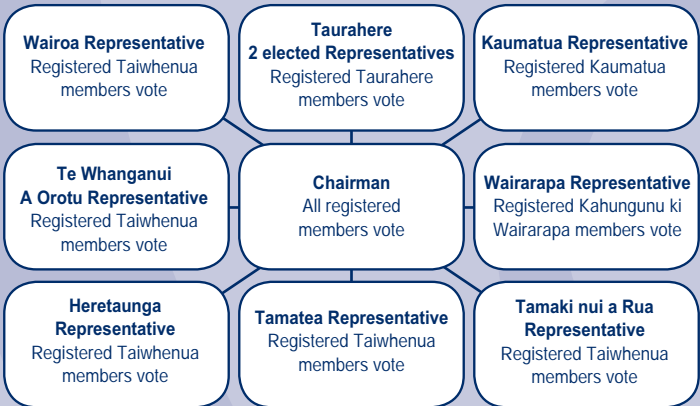 Wairoa Representative
Registered Taiwhenua
members vote
Taurahere
2 elected Representatives
Registered Taurahere
members vote
Kaumatua Representative
Registered Kaumatua
members vote
Te Whanganui
A Orotu Representative
Registered Taiwhenua
members vote
Chairman
All registered
members vote
Wairarapa Representative
Registered Kahungunu ki
Wairarapa members vote
Heretaunga
Representative
Registered Taiwhenua
members vote
Tamatea Representative
Registered Taiwhenua
members vote
Tamaki nui a Rua
Representative
Registered Taiwhenua
members vote